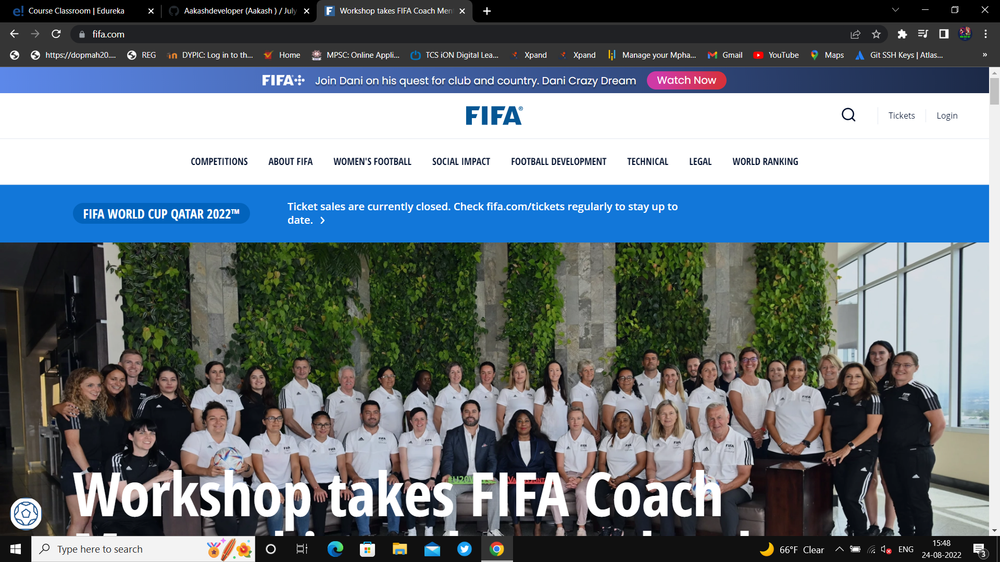 Course Classroom | Edureka
Aakashdeveloper (Aakash ) / July
Workshop takes FIFA Coach Men
fifa.com
https://dopmah20....
REG
DYPIC: Log in to th...
Home
MPSC: Online Appli...
TCS iON Digital Lea...
Xpand
Xpand
Manage your Mpha...
Gmail
YouTube
Maps
Git SSH Keys | Atlas...
»
FIFA+ Join Dani on his quest for club and country. Dani Crazy Dream Watch Now
FIFA®
Tickets
Login
COMPETITIONS
ABOUT FIFA
WOMEN'S FOOTBALL
SOCIAL IMPACT
FOOTBALL DEVELOPMENT
TECHNICAL
LEGAL
WORLD RANKING
FIFA WORLD CUP QATAR 2022™
Ticket sales are currently closed. Check fifa.com/tickets regularly to stay up to
date.
Workshop takes FIFA Coach
Type here to search
66°F Clear
ENG
15:48
24-08-2022
3